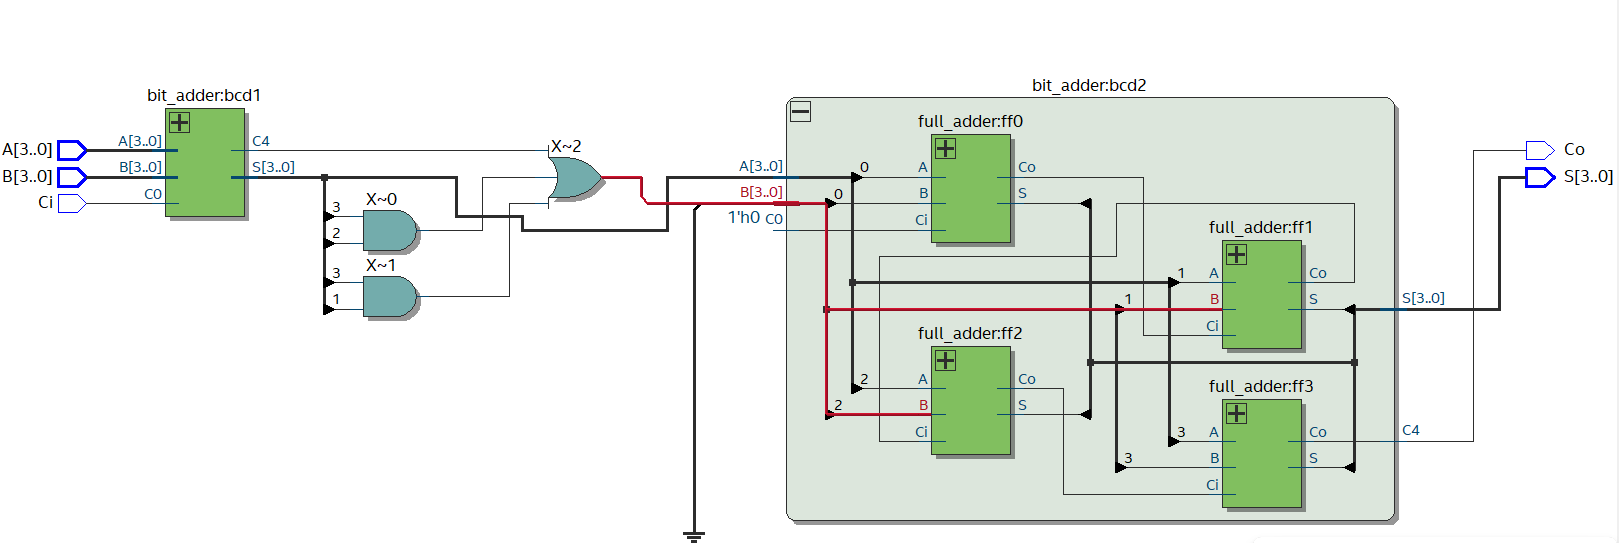 bit_adder:bcd1
A[3..0]
B[3..0]
Ci
A[3..0]
B[3..0]
C0
C4
S[3..0]
X~0
3
2
X~1
3
1
X~2
bit_adder:bcd2
A[3..0]
B[3..0]
1'h0 C0
full_adder:ff0
0
A
Co
0
B
S
Ci
full_adder:ff1
1
A
Co
1
B
S
Ci
full_adder:ff2
2
A
Co
2
B
S
Ci
full_adder:ff3
3
A
Co
3
B
S
Ci
S[3..0]
C4
Co
S[3..0]